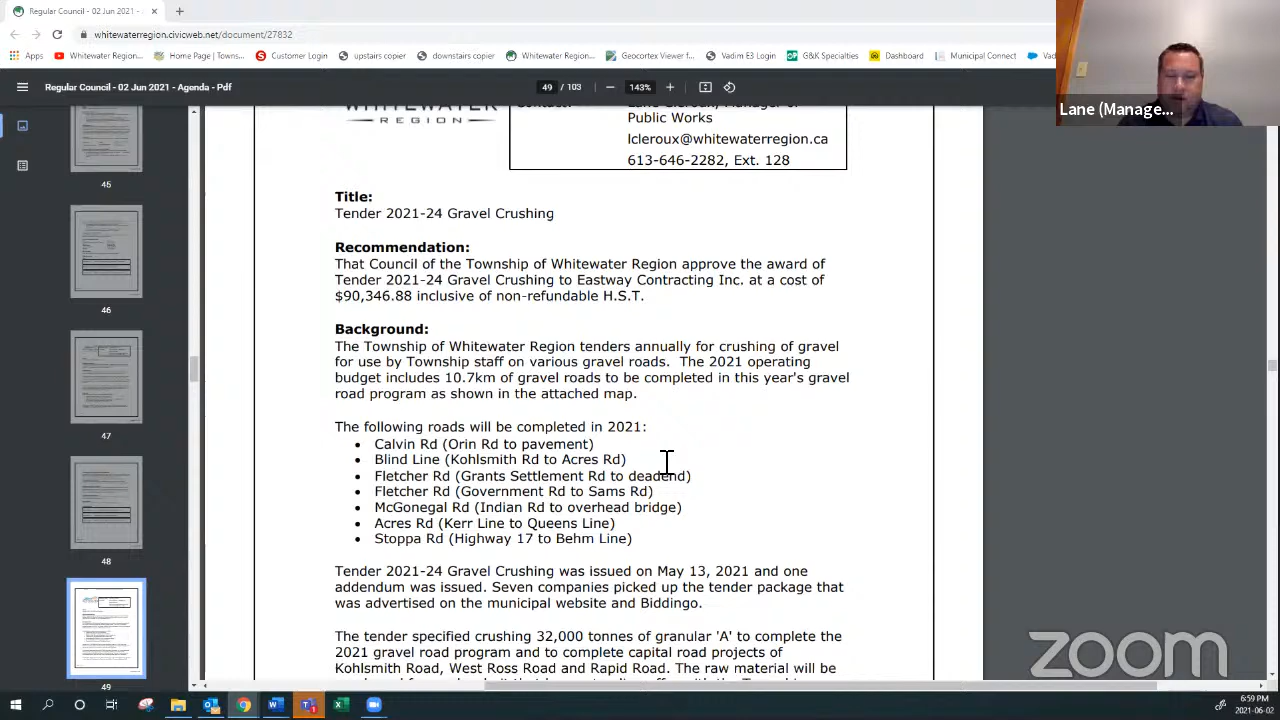 Regular Council - 02 Jun 2021 -
whitewaterregion.civicweb.net/document/27832
Apps
Whitewater Region...
Home Page | Towns...
Customer Login
upstairs copper
downstairs copper
Whitewater Region...
Geocortex Viewer f...
Vadim E3 Login
G&K Specialties
Dashboard
Municipal Connect
Vac
Lane (Manage...
Regular Council - 02 Jun 2021 - Agenda - Pdf
49 / 103
143%
REGION
Public Works
lcleroux@whitewaterregion.ca
613-646-2282, Ext. 128
Title:
Tender 2021-24 Gravel Crushing
Recommendation:
That Council of the Township of Whitewater Region approve the award of
Tender 2021-24 Gravel Crushing to Eastway Contracting Inc. at a cost of
$90,346.88 inclusive of non-refundable H.S.T.
Background:
The Township of Whitewater Region tenders annually for crushing of gravel
for use by Township staff on various gravel roads. The 2021 operating
budget includes 10.7km of gravel roads to be completed in this year's gravel
road program as shown in the attached map.
The following roads will be completed in 2021:
• Calvin Rd (Orin Rd to pavement)
• Blind Line (Kohlsmith Rd to Acres Rd)
• Fletcher Rd (Grants Settlement Rd to deadend)
• Fletcher Rd (Government Rd to Sams Rd)
• McGonegal Rd (Indian Rd to overhead bridge)
• Acres Rd (Kerr Line to Queens Line)
• Stoppa Rd (Highway 17 to Behm Line)
Tender 2021-24 Gravel Crushing was issued on May 13, 2021 and one
addendum was issued. Seven companies picked up the tender package that
was advertised on the municipal website and Biddingo.
The tender specified crushing 32,000 tonnes of granular 'A' to complete the
2021 gravel road program and to complete capital road projects of
Kohlsmith Road, West Ross Road and Rapid Road. The raw material will be
45
46
47
48
49
zoom
6:59 PM
2021-06-02